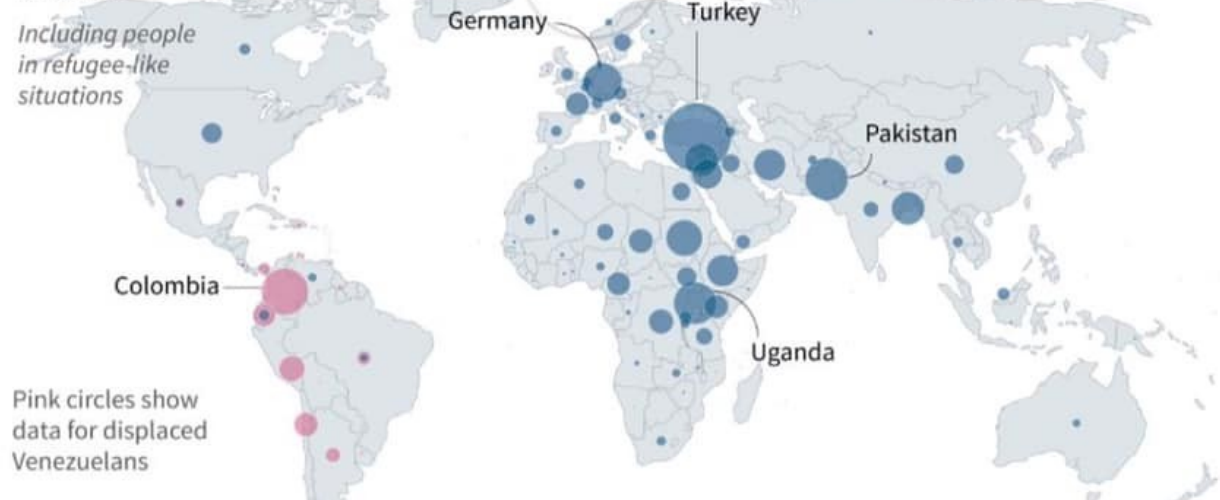 Including people
in refugee-like
situations
Germany
Turkey
Pakistan
Colombia
Uganda
Pink circles show
data for displaced
Venezuelans